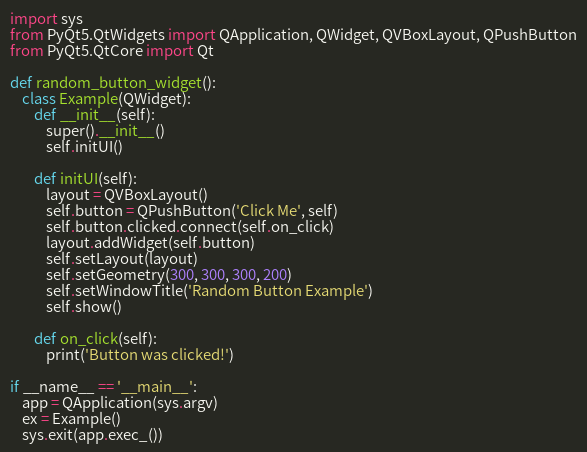 import sys
from PyQt5.QtWidgets import QApplication, QWidget, QVBoxLayout, QPushButton
from PyQt5.QtCore import Qt

def random_button_widget():
    class Example(QWidget):
        def __init__(self):
            super().__init__()
            self.initUI()

        def initUI(self):
            layout = QVBoxLayout()
            self.button = QPushButton('Click Me', self)
            self.button.clicked.connect(self.on_click)
            layout.addWidget(self.button)
            self.setLayout(layout)
            self.setGeometry(300, 300, 300, 200)
            self.setWindowTitle('Random Button Example')
            self.show()

        def on_click(self):
            print('Button was clicked!')

if __name__ == '__main__':
    app = QApplication(sys.argv)
    ex = Example()
    sys.exit(app.exec_())